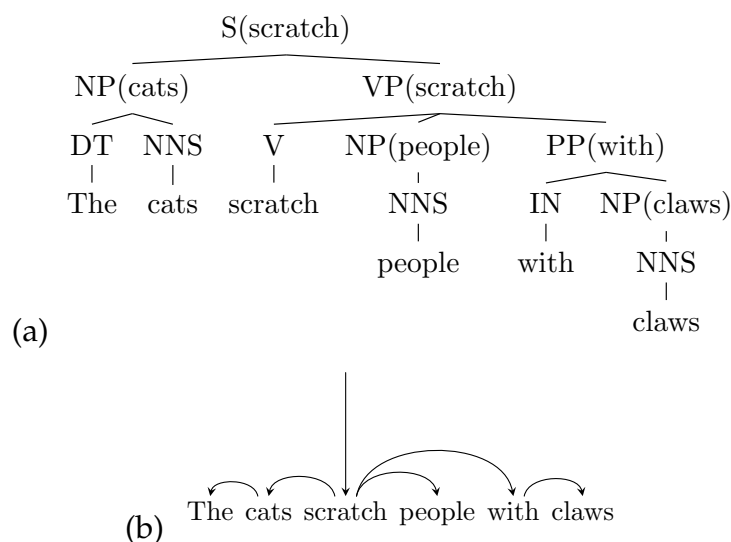 S(scratch)
NP(cats) VP(scratch)
DT NNS V NP(people) PP(with)
The cats scratch NNS IN NP(claws)
people with NNS
claws
(a)
The cats scratch people with claws
(b)